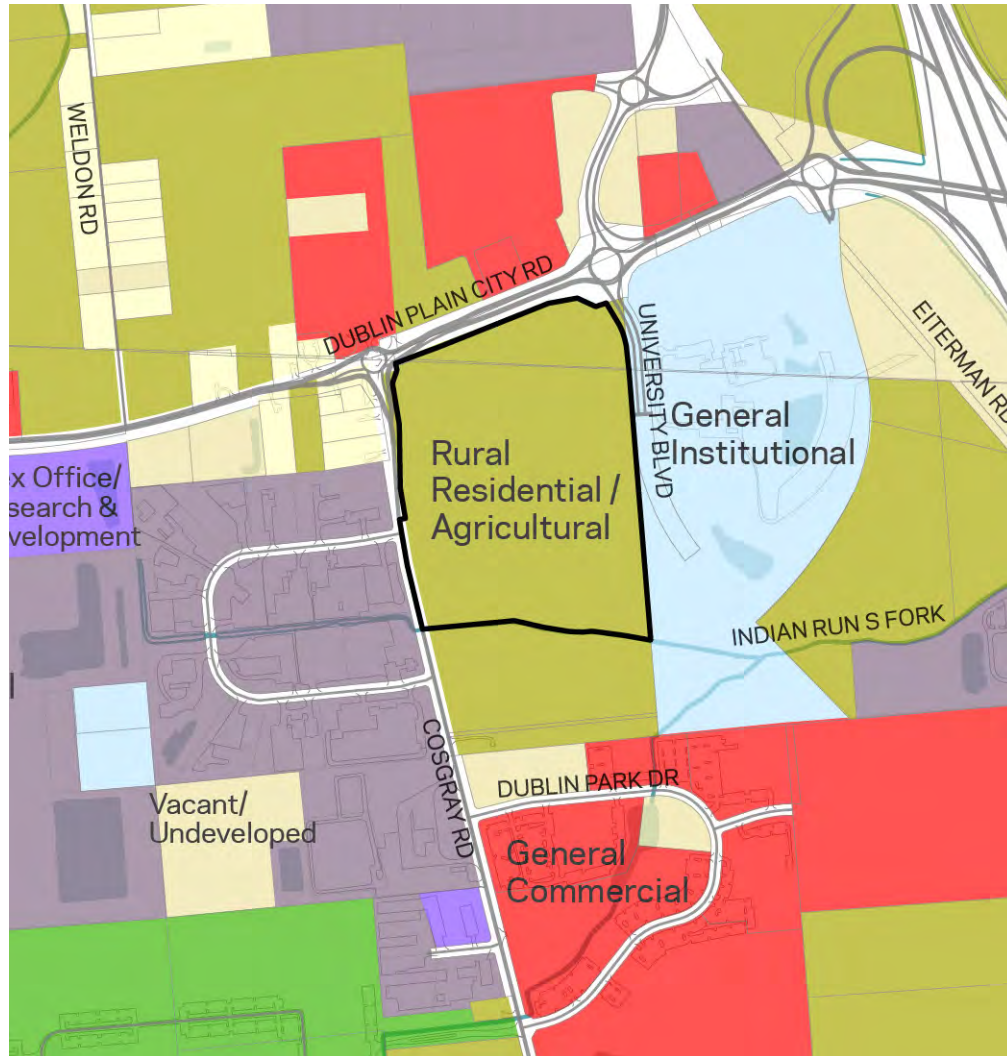 WELDON RD
DUBLIN PLAIN CITY RD
UNIVERSITY BLVD
EITERMAN RD
General
Institutional
Rural
Residential /
Agricultural
ex Office/
search &
velopment
INDIAN RUN S FORK
COSGRAY RD
DUBLIN PARK DR
Vacant/
Undeveloped
General
Commercial